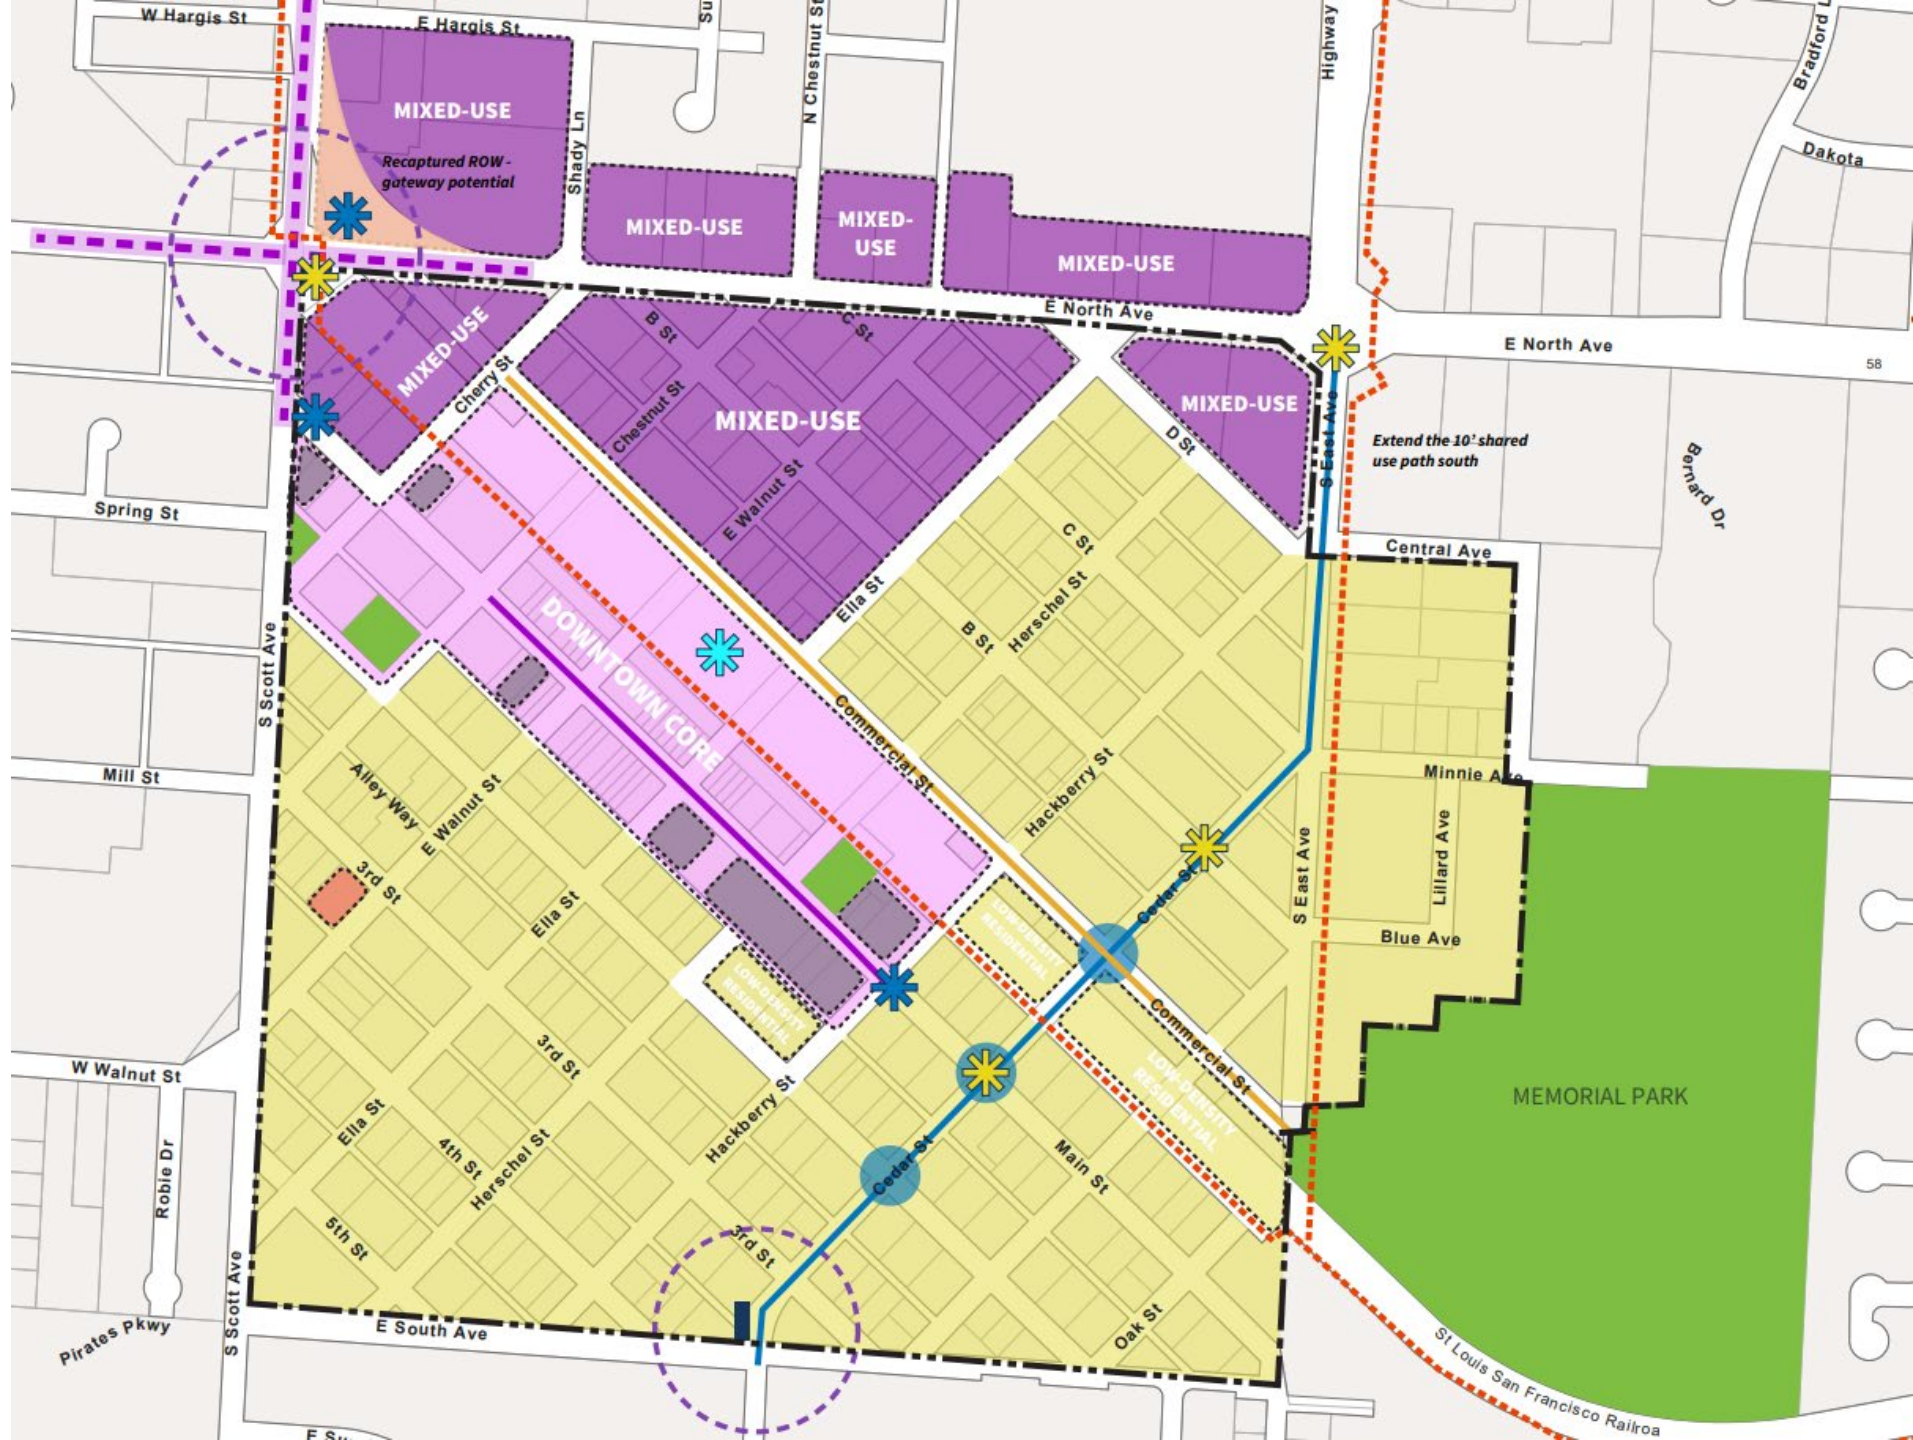 W Hargis St
E Hargis St
Su
N Chestnut St
Highway
Bradford L
MIXED-USE
Dakota
Recaptured ROW -
gateway potential
Shady Ln
MIXED-USE
MIXED-
USE
MIXED-USE
E North Ave
E North Ave
58
MIXED-USE
B St
C St
Cherry St
Chestnut St
MIXED-USE
MIXED-USE
D St
S East Ave
Extend the 10' shared
use path south
Bernard Dr
E Walnut St
Spring St
C St
Central Ave
Ella St
Herschel St
B St
DOWNTOWN CORE
S Scott Ave
Commercial St
Mill St
Alley Way
E Walnut St
Hackberry St
Minnie Ave
Lillard Ave
3rd St
S East Ave
Cedar St
Ella St
LOW-DENSITY
RESIDENTIAL
Blue Ave
LOW-DENSITY
RESIDENTIAL
Commercial St
3rd St
W Walnut St
LOW-DENSITY
RESIDENTIAL
MEMORIAL PARK
Hackberry St
Ella St
4th St
Herschel St
Cedar St
Main St
Robie Dr
5th St
3rd St
S Scott Ave
Pirates Pkwy
E South Ave
Oak St
St Louis San Francisco Railroa